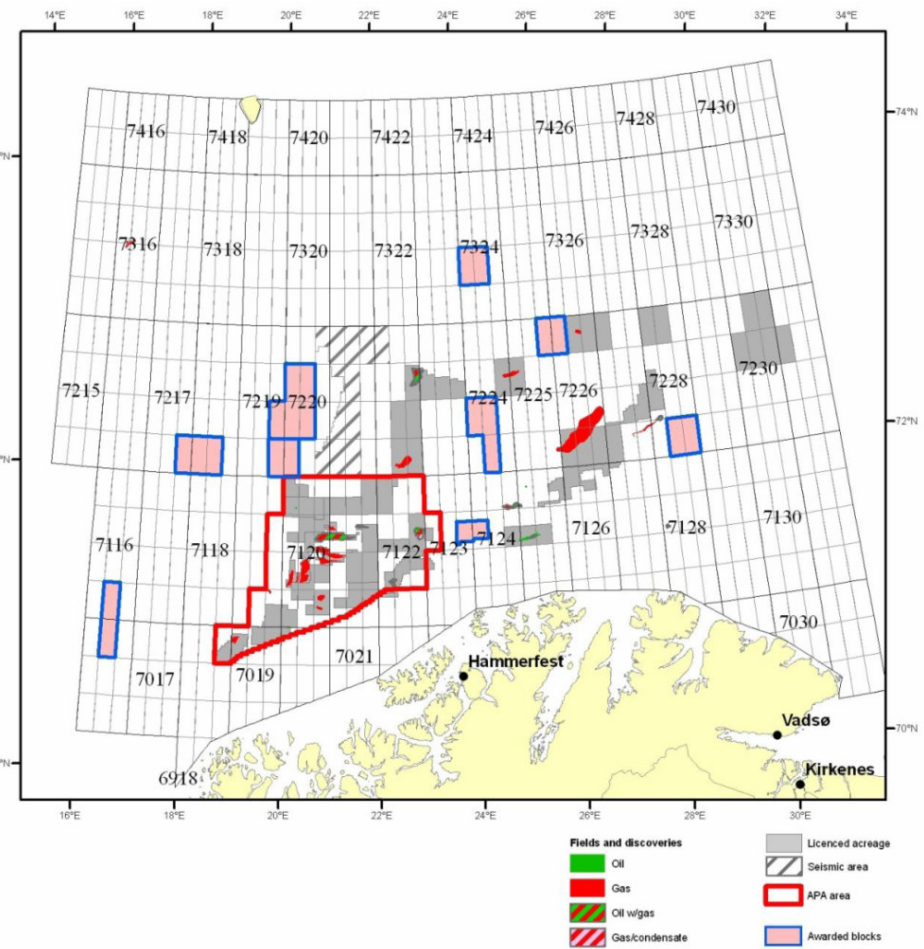 14°E 16°E 18°E 20°E 22°E 24°E 26°E 28°E 30°E 32°E 34°E
7416 7418 7420 7422 7424 7426 7428 7430
74°N
°N
7316 7318 7320 7322 7324 7326 7328 7330
7215 7217 7219 7220 7224 7225 7226 7228 7230
72°N
°N
7116 7118 7120 7122 7123 7124 7126 7128 7130
7017 7019 7021 7030
Hammerfest
Vadsø
70°N
°N
6918
Kirkenes
16°E 18°E 20°E 22°E 24°E 26°E 28°E 30°E
Fields and discoveries
Oil
Gas
Oil w/gas
Gas/condensate
Licenced acreage
Seismic area
APA area
Awarded blocks